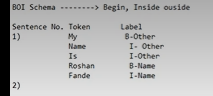 BOI Schema --------> Begin, Inside ouside
Sentence No. Token Label
1) My B-Other
Name I- Other
Is I-Other
Roshan B-Name
Fande I-Name
2)